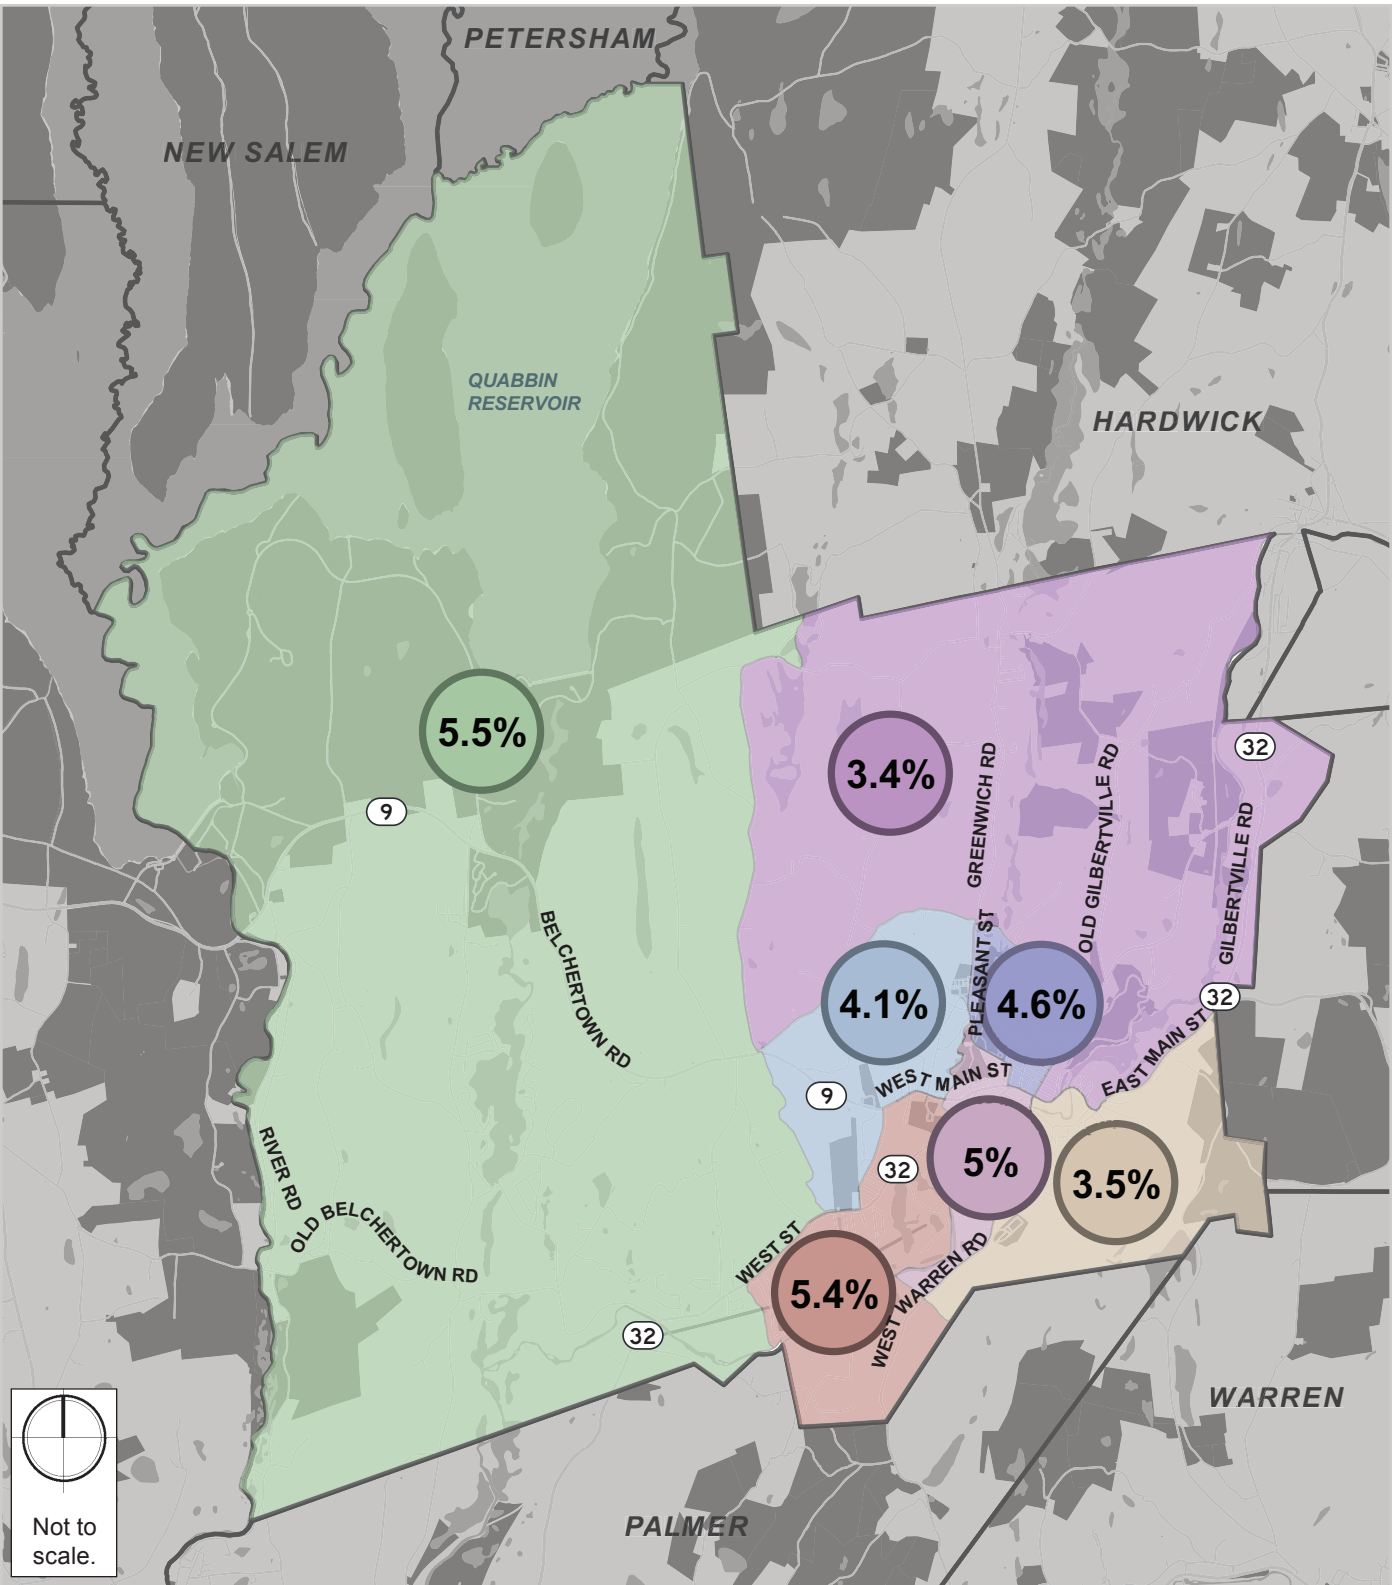 PETERSHAM
NEW SALEM
QUABBIN
RESERVOIR
HARDWICK
5.5%
3.4%
32
9
GREENWICH RD
OLD GILBERTVILLE RD
GILBERTVILLE RD
BELCHERTOWN RD
PLEASANT ST
4.1%
4.6%
32
EAST MAIN ST
WEST MAIN ST
9
32
5%
3.5%
RIVER RD
OLD BELCHERTOWN RD
WEST ST
5.4%
WEST WARREN RD
32
WARREN
PALMER
Not to
scale.